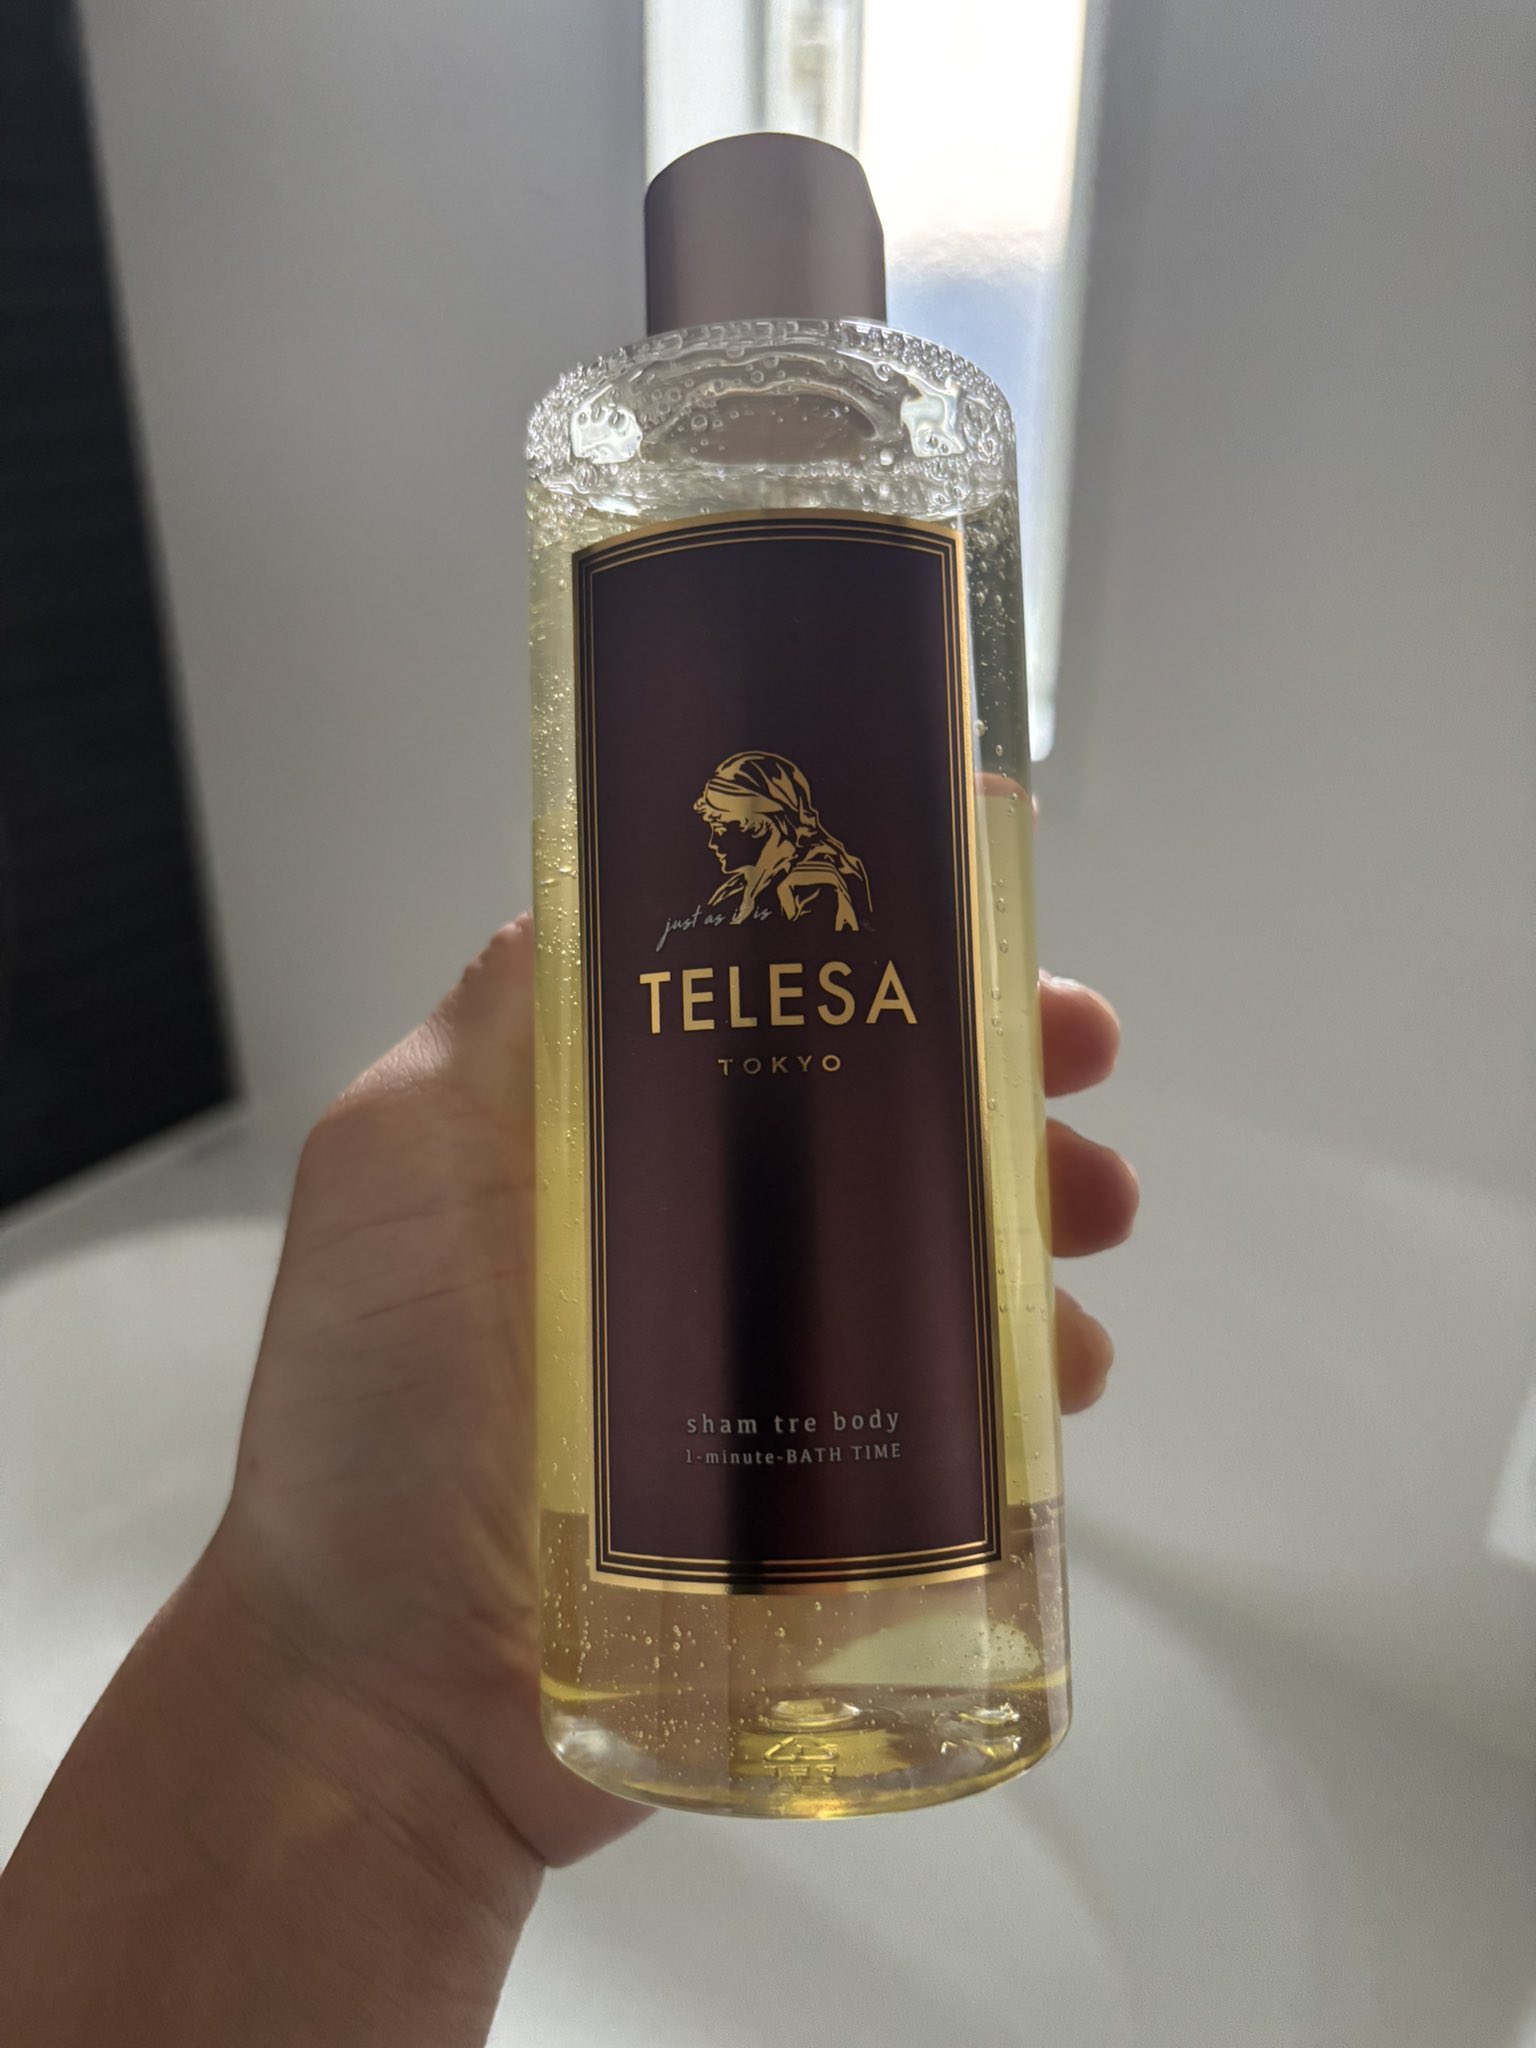 just as it is
TELESA
TOKYO
sham tre body
1-minute-BATH TIME